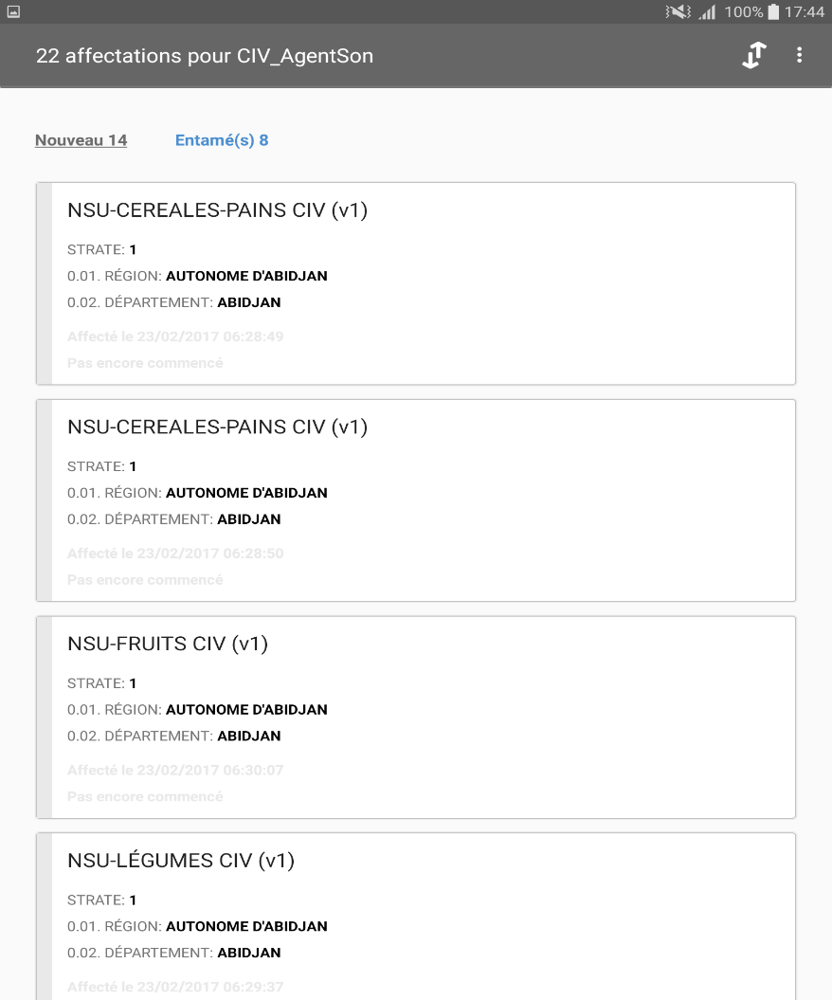 100% 17:44
22 affectations pour CIV_AgentSon
Nouveau 14 Entamé(s) 8
NSU-CEREALES-PAINS CIV (v1)
STRATE: 1
0.01. RÉGION: AUTONOME D'ABIDJAN
0.02. DÉPARTEMENT: ABIDJAN
Affecté le 23/02/2017 06:28:49
Pas encore commencé
NSU-CEREALES-PAINS CIV (v1)
STRATE: 1
0.01. RÉGION: AUTONOME D'ABIDJAN
0.02. DÉPARTEMENT: ABIDJAN
Affecté le 23/02/2017 06:28:50
Pas encore commencé
NSU-FRUITS CIV (v1)
STRATE: 1
0.01. RÉGION: AUTONOME D'ABIDJAN
0.02. DÉPARTEMENT: ABIDJAN
Affecté le 23/02/2017 06:30:07
Pas encore commencé
NSU-LÉGUMES CIV (v1)
STRATE: 1
0.01. RÉGION: AUTONOME D'ABIDJAN
0.02. DÉPARTEMENT: ABIDJAN
Affecté le 23/02/2017 06:29:37